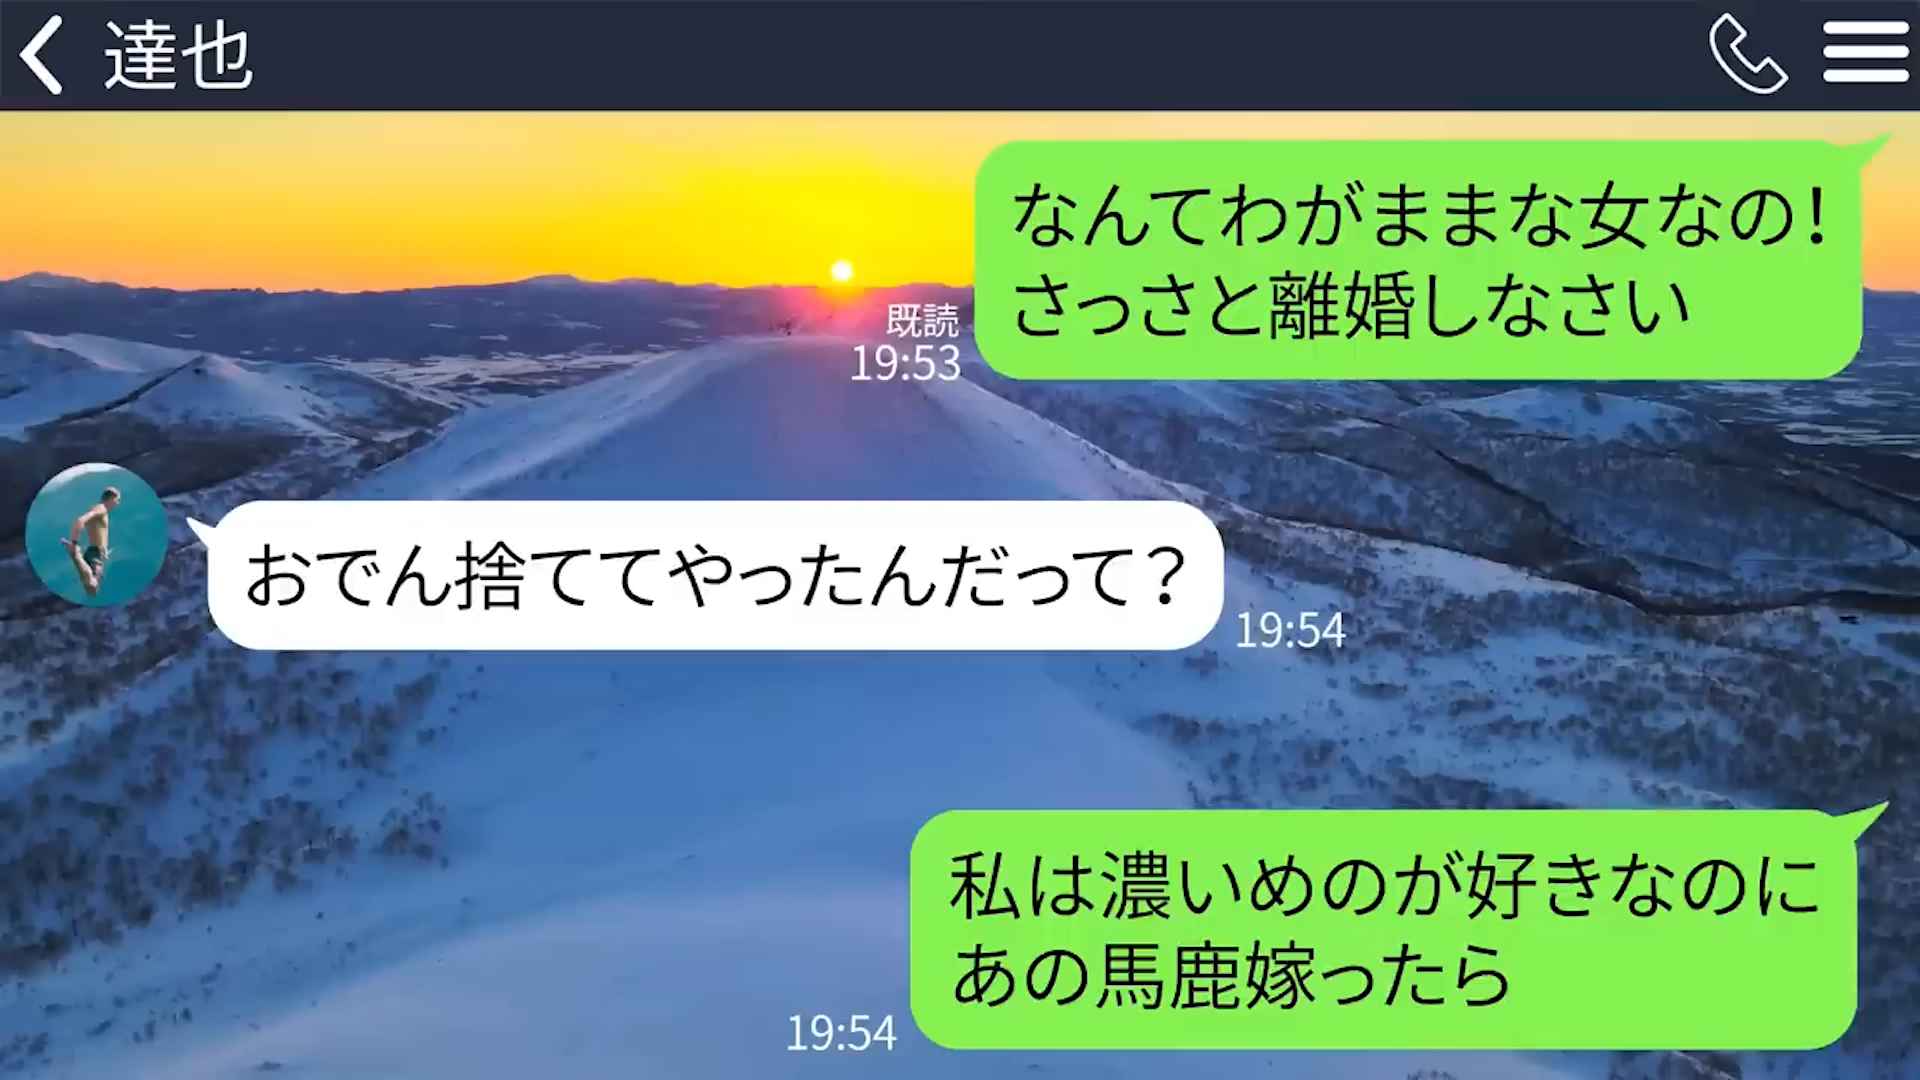 達也
なんてわがままな女なの！
さっさと離婚しなさい
既読
19:53
おでん捨ててやったんだって？
19:54
私は濃いめのが好きなのに
あの馬鹿嫁ったら
19:54